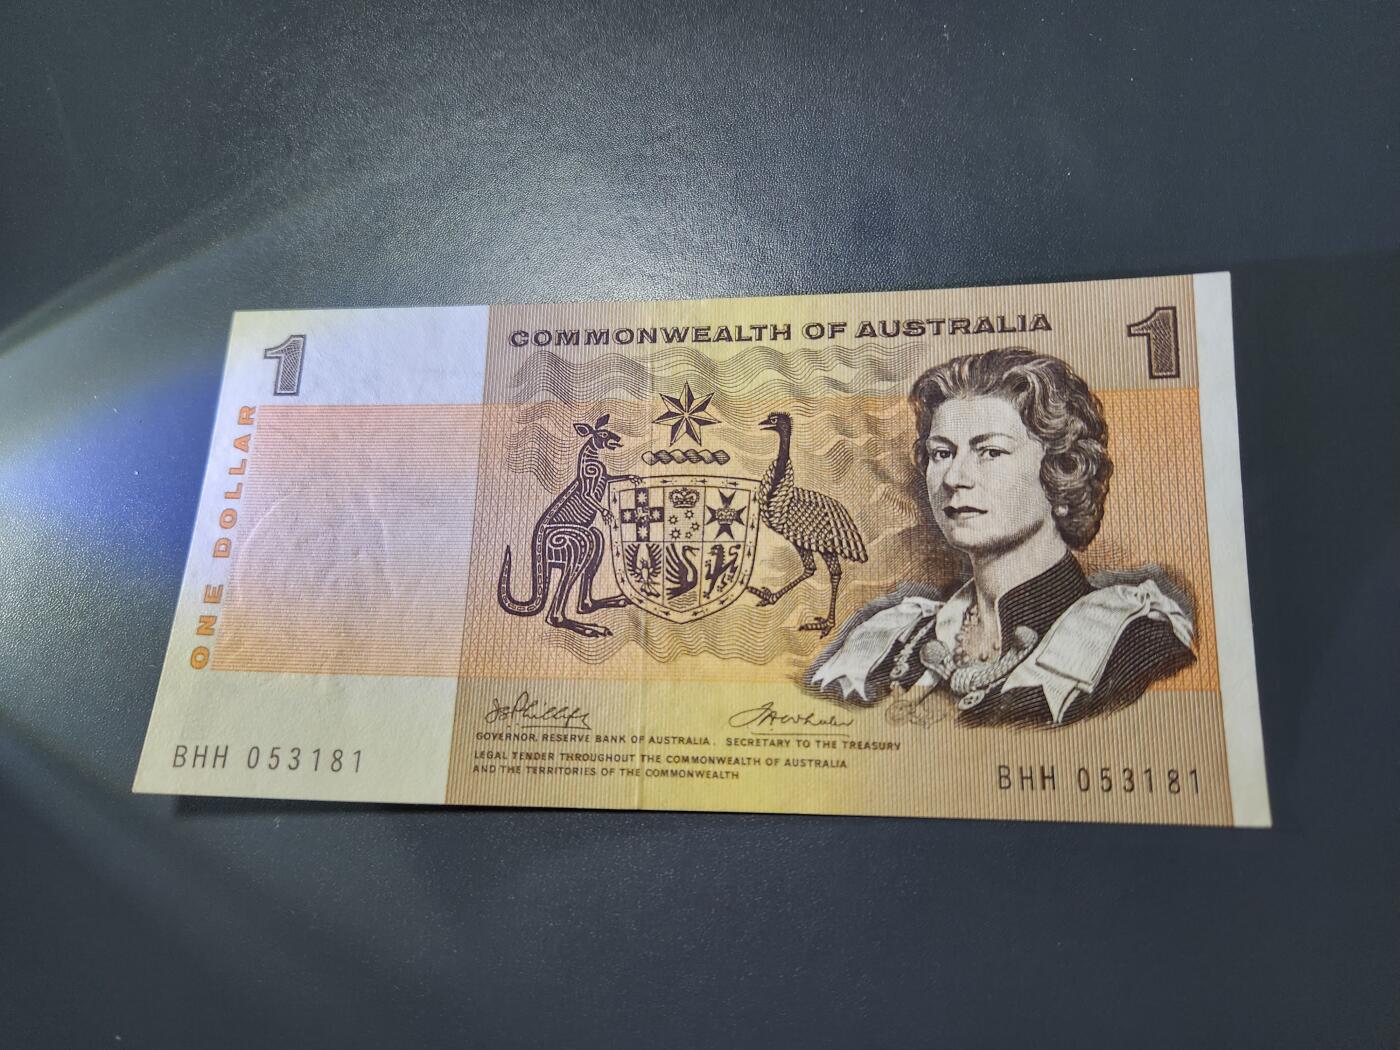 COMMONWEALTH OF AUSTRALIA
1
1
ONE DOLLAR
JGPhillips
GOVERNOR, RESERVE BANK OF AUSTRALIA. SECRETARY TO THE TREASURY
LEGAL TENDER THROUGHOUT THE COMMONWEALTH OF AUSTRALIA
AND THE TERRITORIES OF THE COMMONWEALTH
BHH 053181
BHH 053181